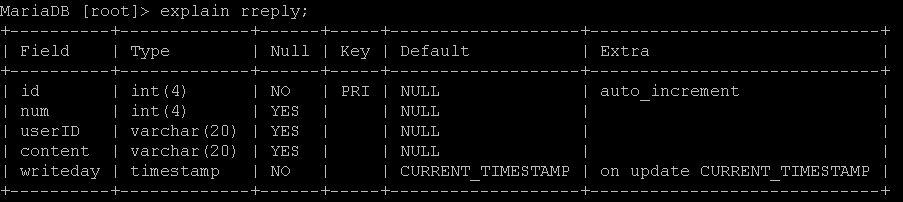 MariaDB [root]> explain rreply;
+----------+-------------+------+-----+-------------------+-----------------------------+
| Field    | Type        | Null | Key | Default           | Extra                       |
+----------+-------------+------+-----+-------------------+-----------------------------+
| id       | int(4)      | NO   | PRI | NULL              | auto_increment              |
| num      | int(4)      | YES  |     | NULL              |                             |
| userID   | varchar(20) | YES  |     | NULL              |                             |
| content  | varchar(20) | YES  |     | NULL              |                             |
| writeday | timestamp   | NO   |     | CURRENT_TIMESTAMP | on update CURRENT_TIMESTAMP |
+----------+-------------+------+-----+-------------------+-----------------------------+